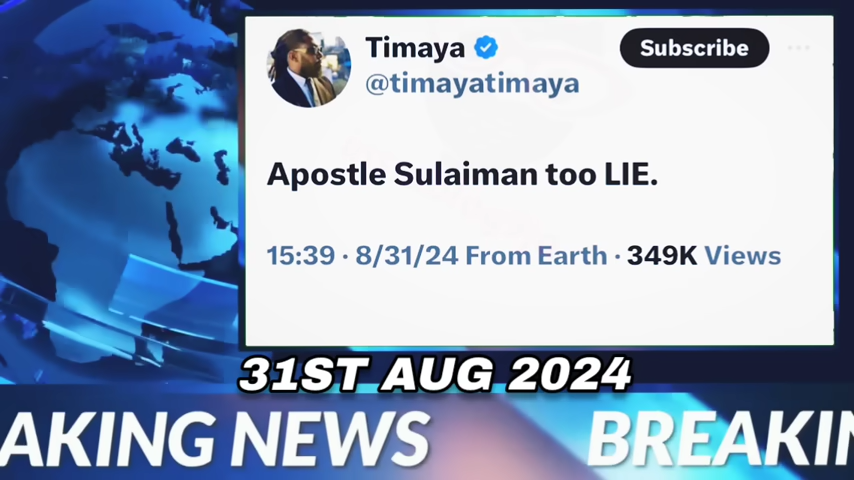 Timaya
Subscribe
@timayatimaya
Apostle Sulaiman too LIE.
15:39 · 8/31/24 From Earth · 349K Views
31ST AUG 2024
AKING NEWS BREAKIN